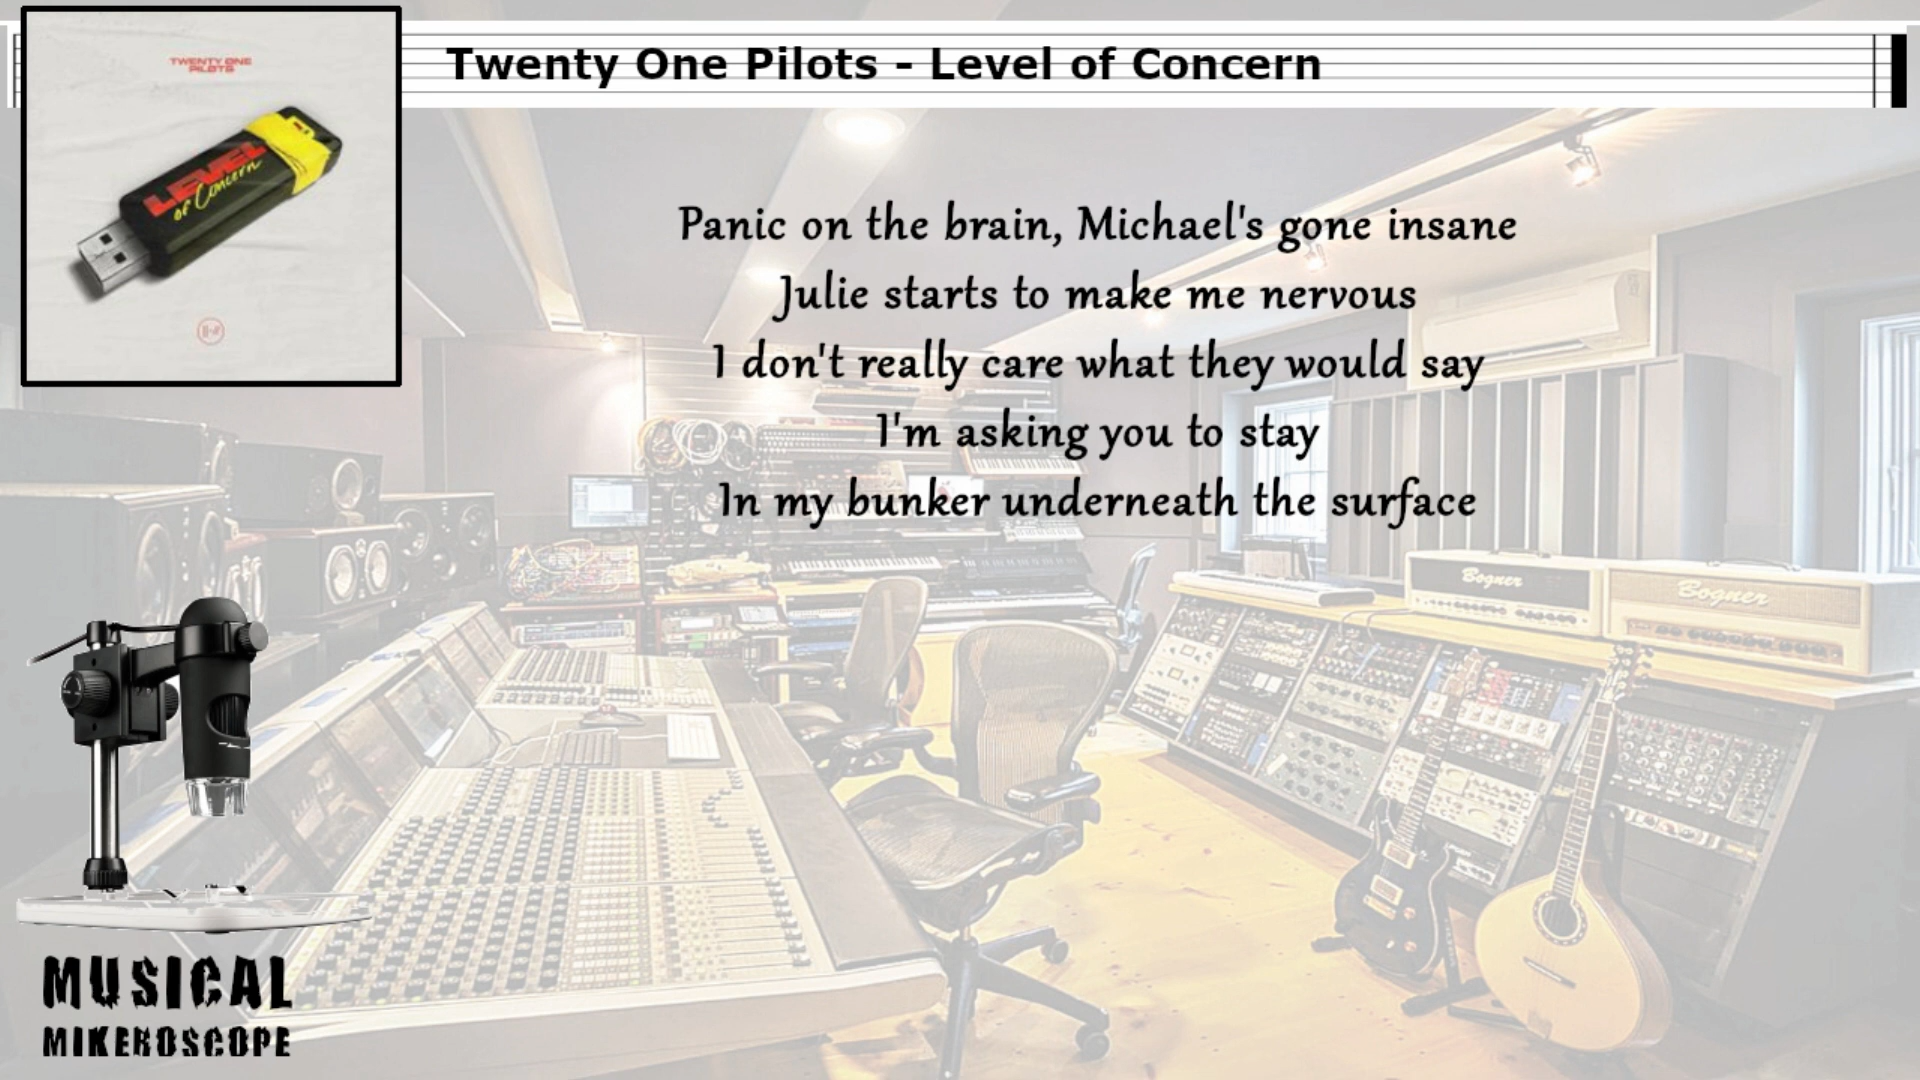 TWENTY ONE
PILOTS
LEVEL
of Concern
Twenty One Pilots - Level of Concern
Panic on the brain, Michael's gone insane
Julie starts to make me nervous
I don't really care what they would say
I'm asking you to stay
In my bunker underneath the surface
Bogner
Bogner
MUSICAL
MIKEROSCOPE